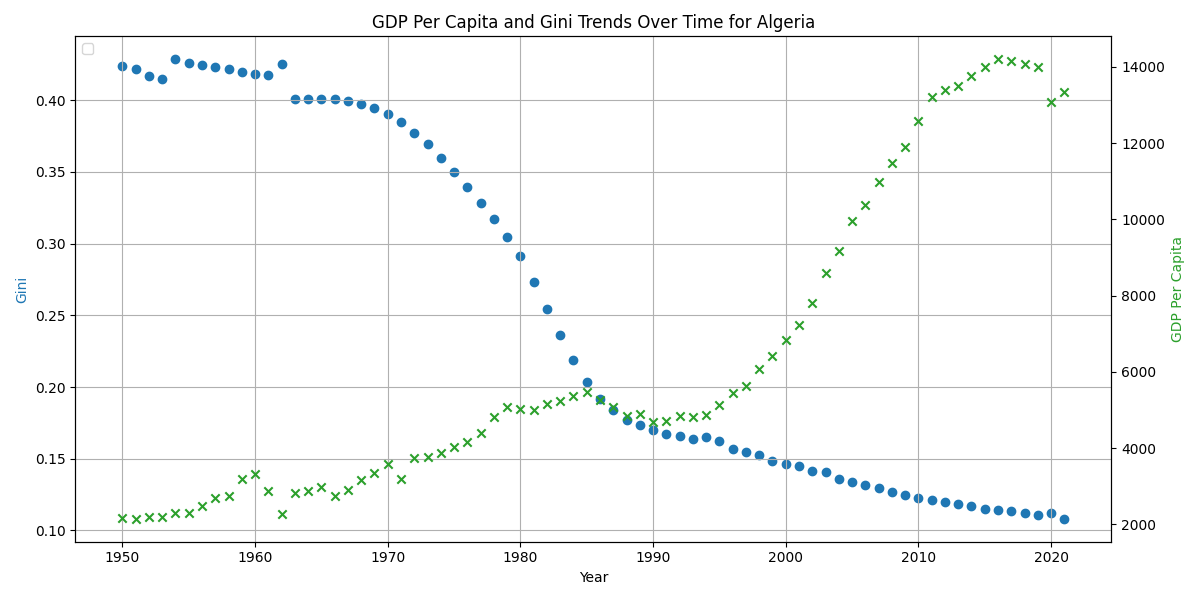 GDP Per Capita and Gini Trends Over Time for Algeria
0.40
0.35
0.30
0.25
0.20
0.15
0.10
Gini
14000
12000
10000
8000
6000
4000
2000
GDP Per Capita
1950 1960 1970 1980 1990 2000 2010 2020
Year